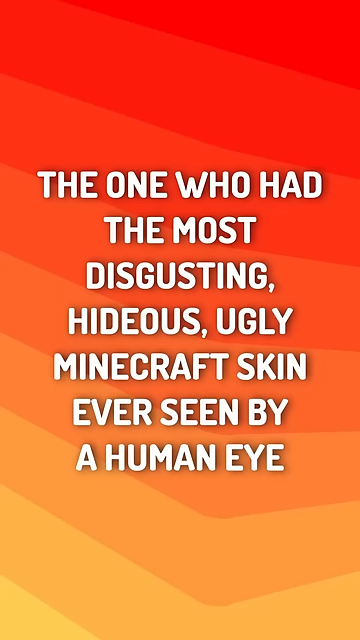 THE ONE WHO HAD
THE MOST
DISGUSTING,
HIDEOUS, UGLY
MINECRAFT SKIN
EVER SEEN BY
A HUMAN EYE